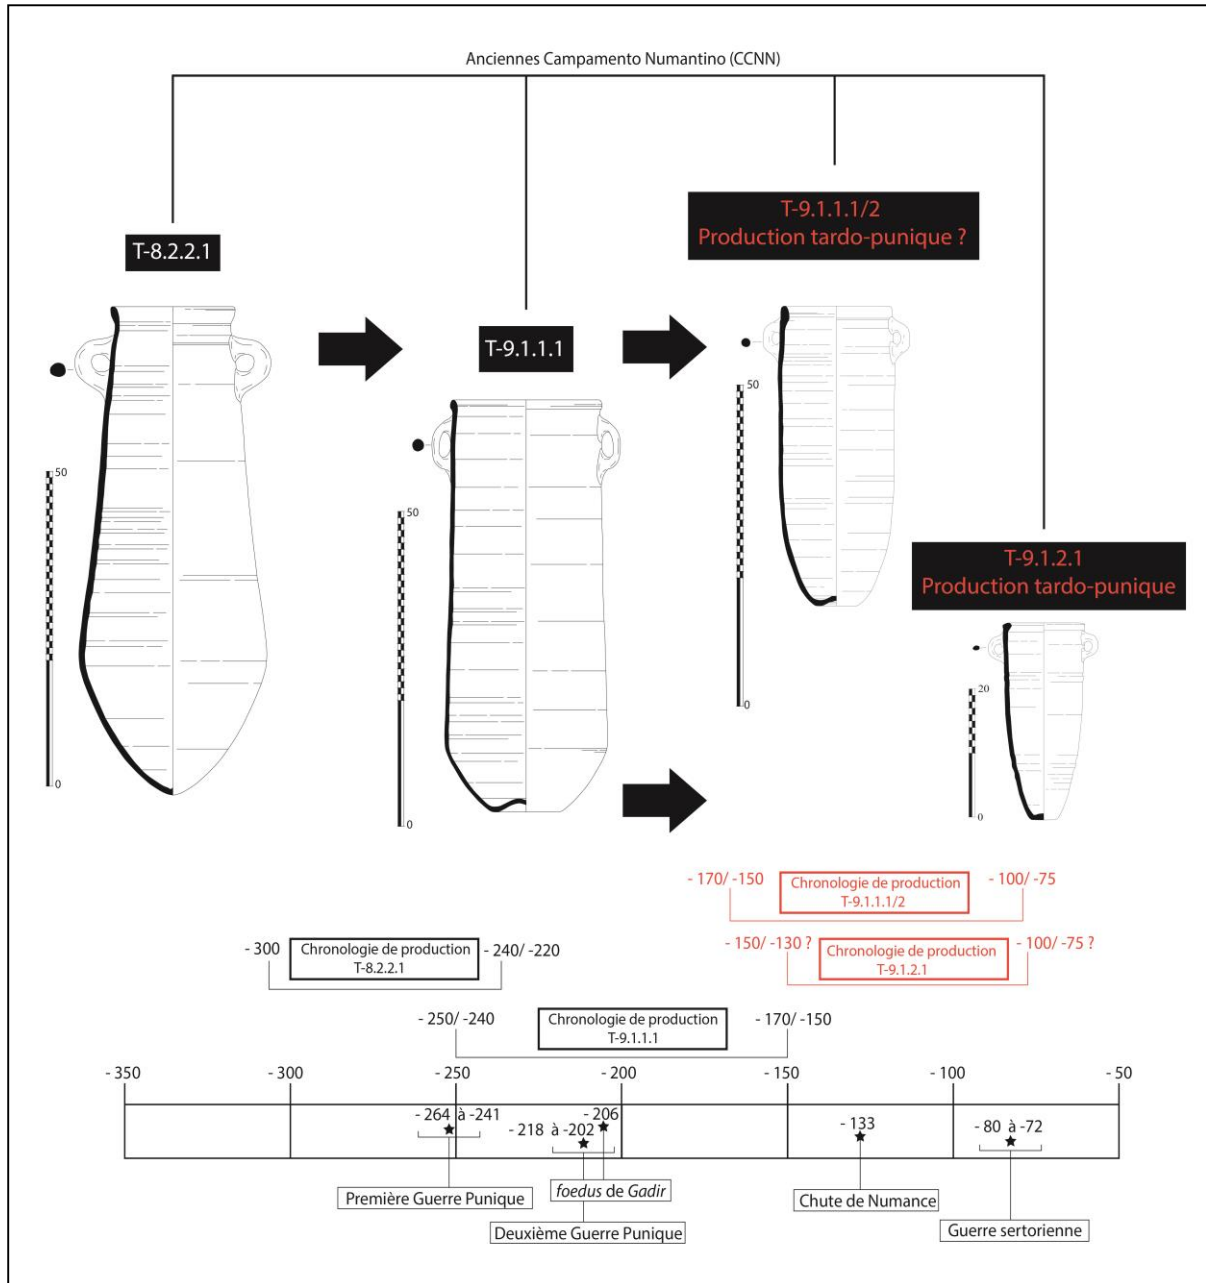 Anciennes Campamento Numantino (CCNN)
T-8.2.2.1
T-9.1.1.1
T-9.1.1.1/2
Production tardo-punique ?
T-9.1.2.1
Production tardo-punique
50
0
50
0
50
0
20
0
- 170/ -150
Chronologie de production
T-9.1.1.1/2
- 100/ -75
- 150/ -130 ?
Chronologie de production
T-9.1.2.1
- 100/ -75 ?
- 300
Chronologie de production
T-8.2.2.1
- 240/ -220
- 250/ -240
Chronologie de production
T-9.1.1.1
- 170/ -150
- 350
- 300
- 250
- 200
- 150
- 100
- 50
- 264 à -241
- 218 à -202
- 206
- 133
- 80 à -72
Première Guerre Punique
foedus de Gadir
Deuxième Guerre Punique
Chute de Numance
Guerre sertorienne